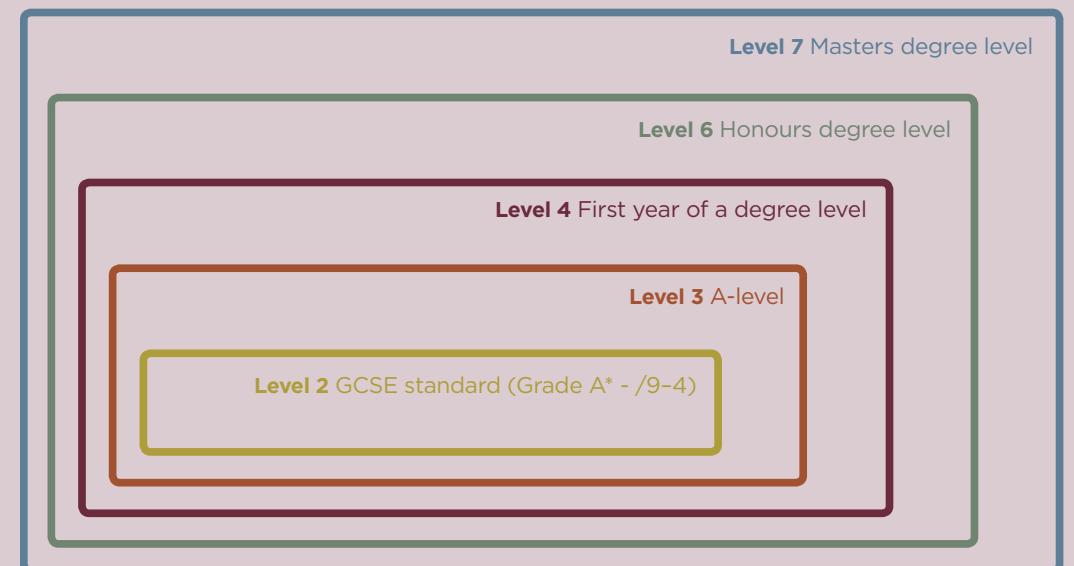 Level 7 Masters degree level
Level 6 Honours degree level
Level 4 First year of a degree level
Level 3 A-level
Level 2 GCSE standard (Grade A* - /9–4)